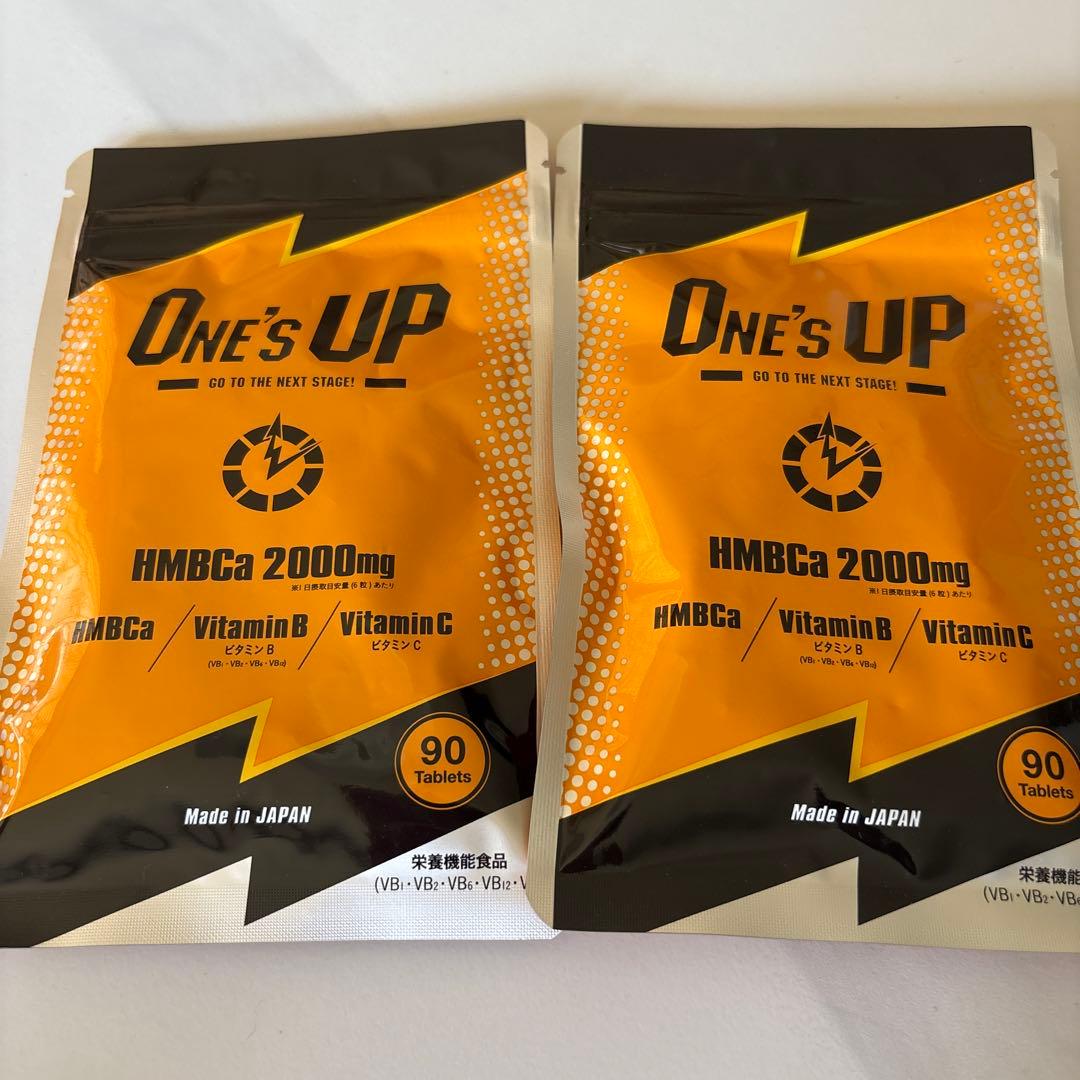 ONE'S UP
GO TO THE NEXT STAGE!
HMBCa 2000mg
※1日摂取目安量(6粒)あたり
HMBCa / Vitamin B / Vitamin C
ビタミンB ビタミンC
(VB1・VB2・VB6・VB12)
90
Tablets
Made in JAPAN
栄養機能食品
(VB1・VB2・VB6・VB12・V
ONE'S UP
GO TO THE NEXT STAGE!
HMBCa 2000mg
※1日摂取目安量(6粒)あたり
HMBCa / Vitamin B / Vitamin C
ビタミンB ビタミンC
(VB1・VB2・VB6・VB12)
90
Tablets
Made in JAPAN
栄養機能
(VB1・VB2・VB6